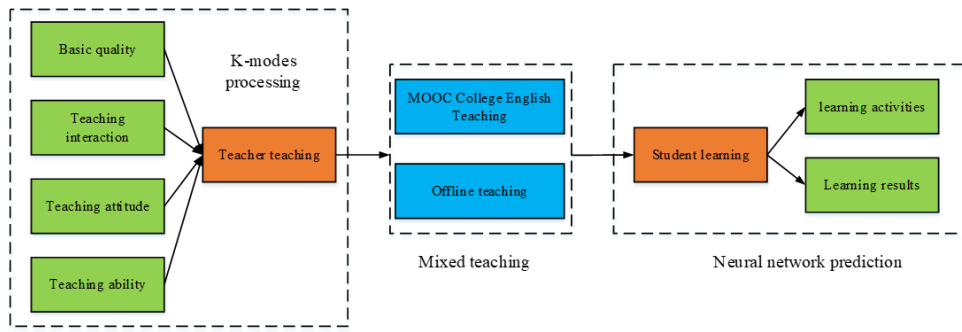 Basic quality
K-modes
processing
Teaching
interaction
Teacher teaching
Teaching attitude
Teaching ability
MOOC College English
Teaching
Offline teaching
Mixed teaching
Student learning
learning activities
Learning results
Neural network prediction